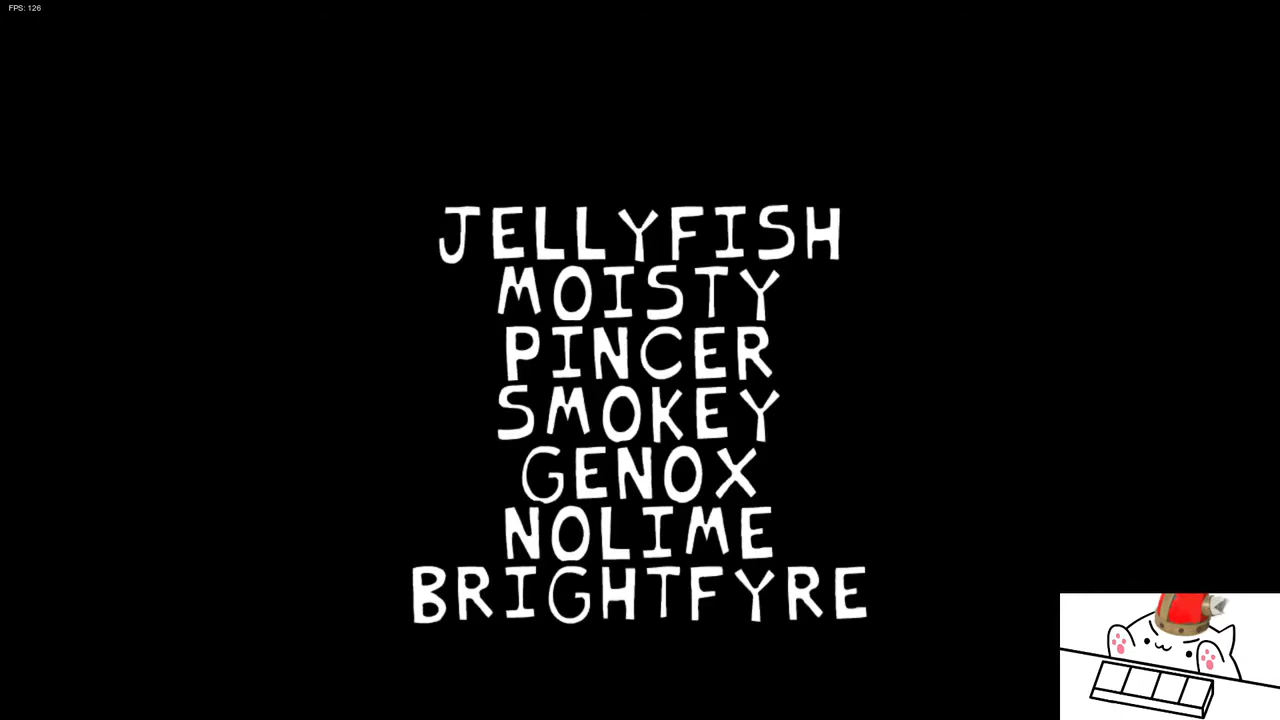 FPS: 126
JELLYFISH
MOISTY
PINCER
SMOKEY
GENOX
NOLIME
BRIGHTFYRE